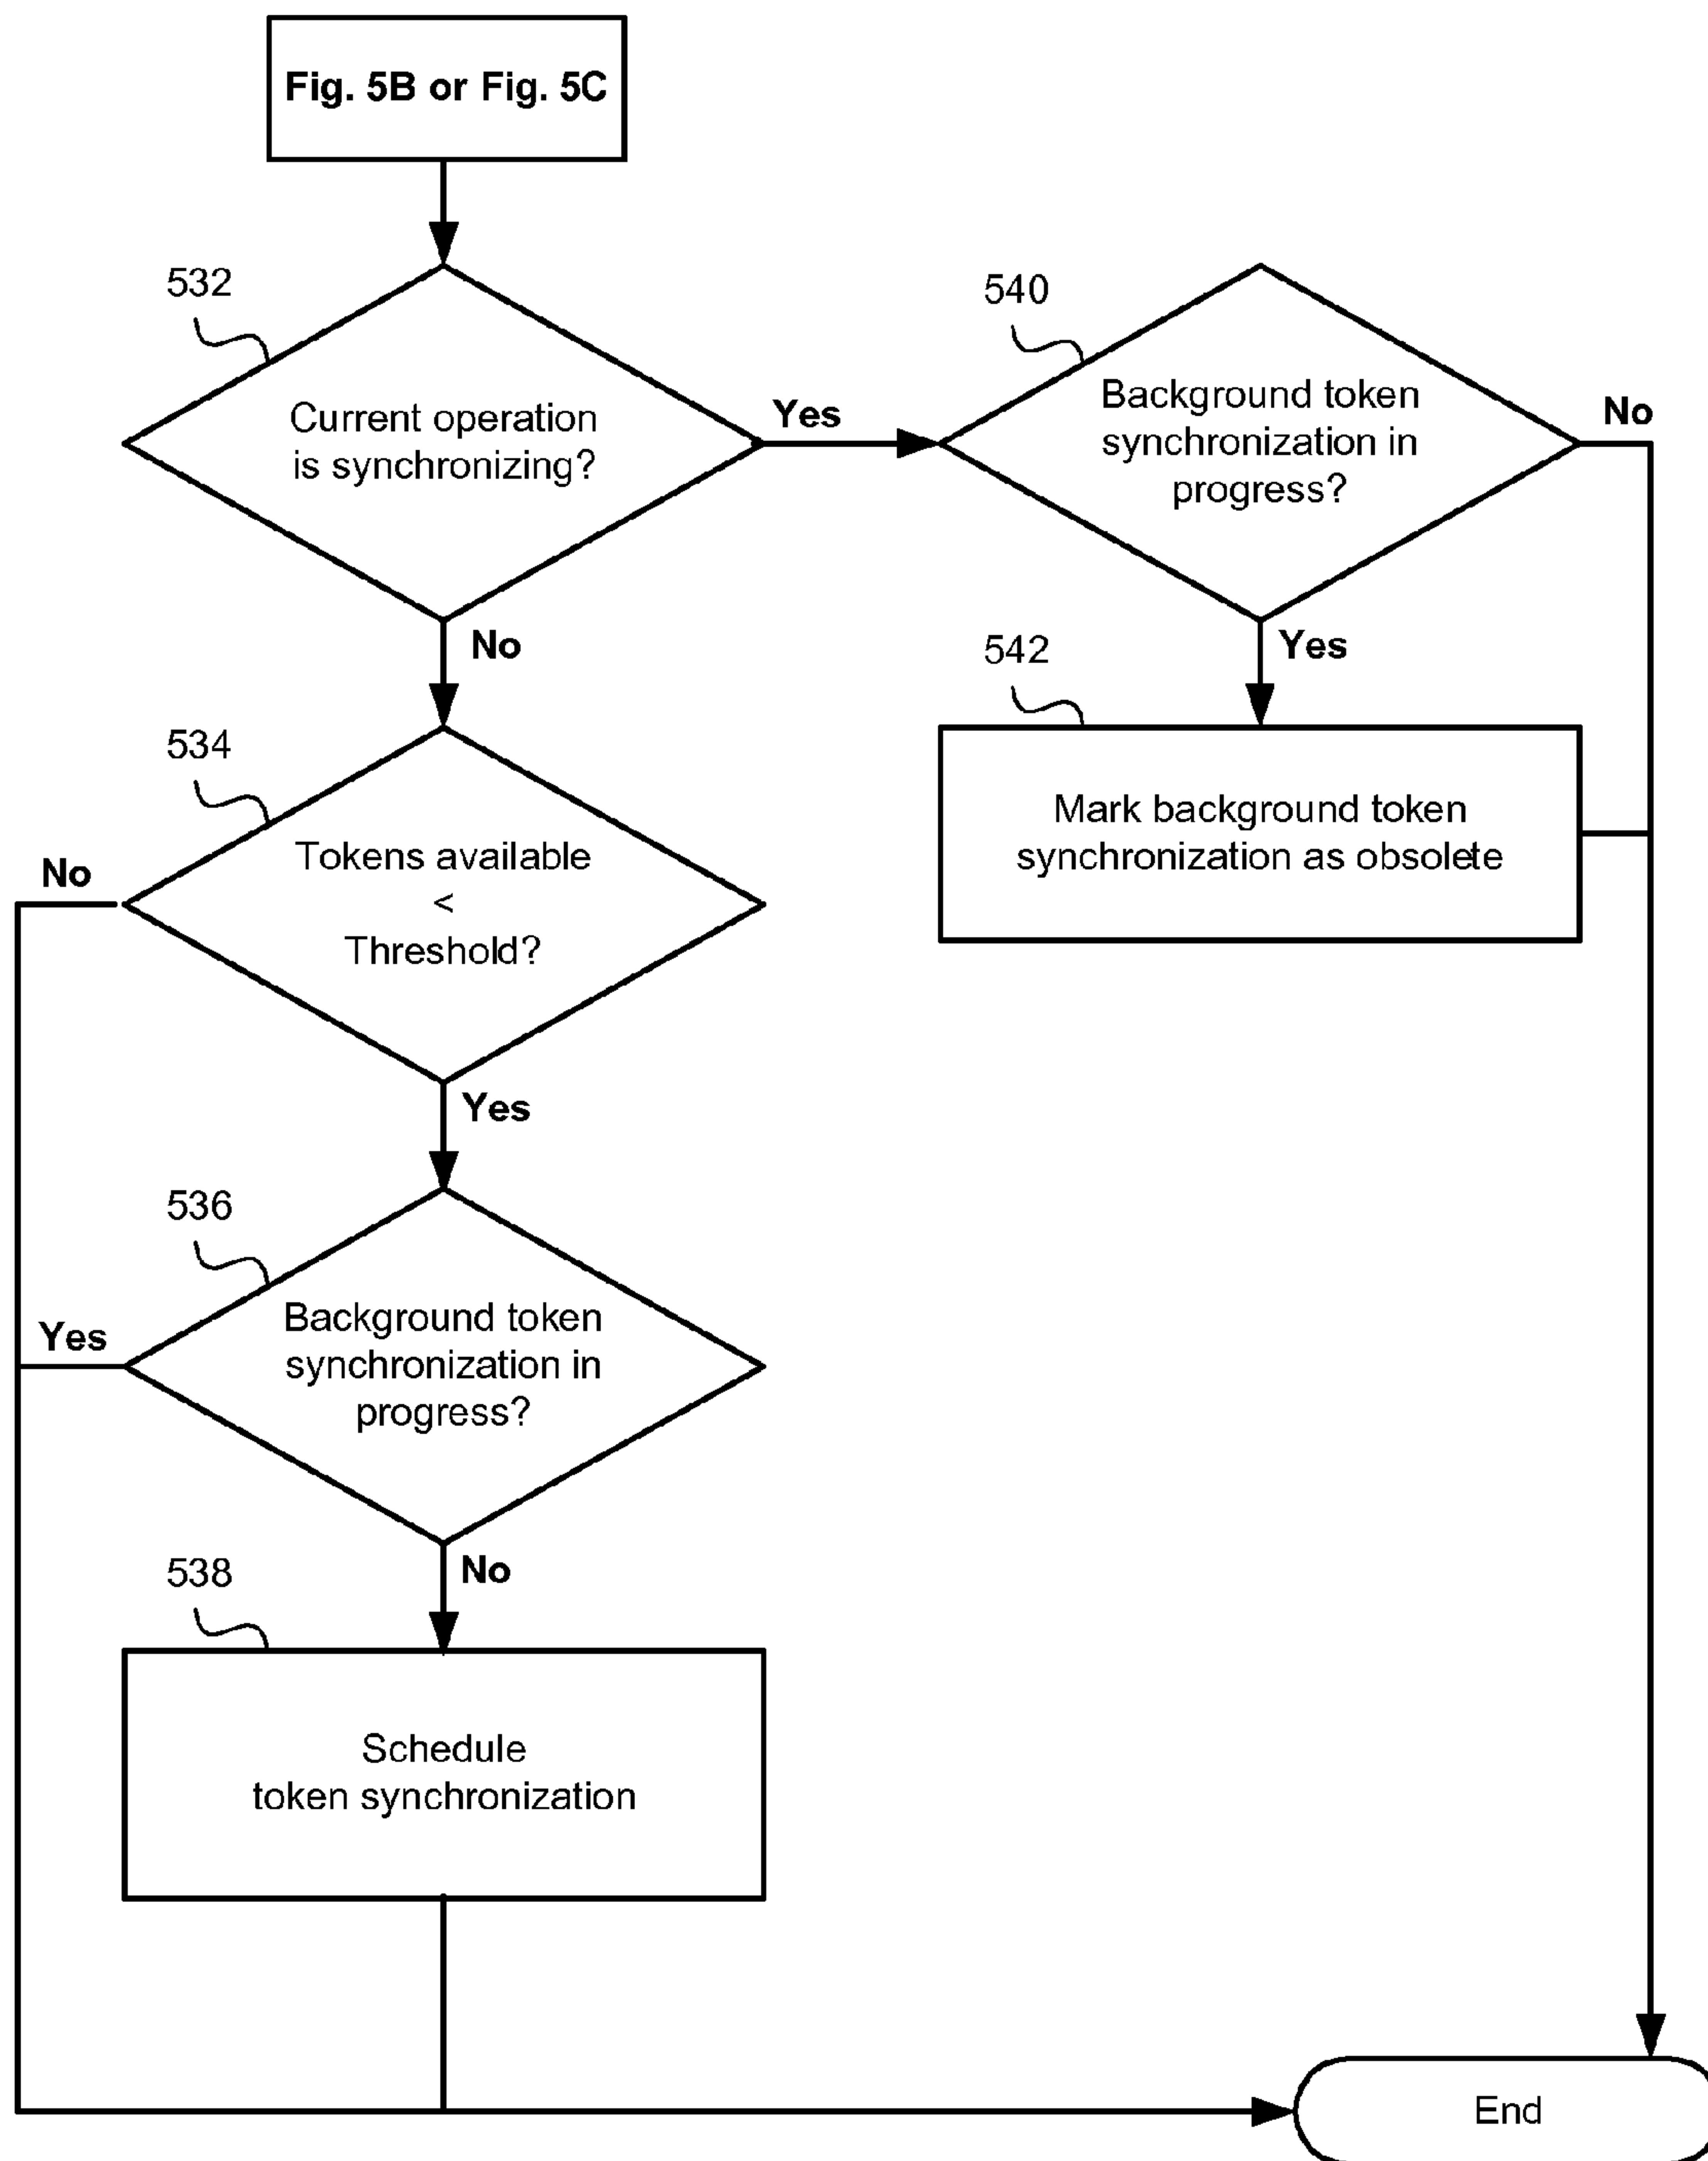 Fig. 5B or Fig. 5C
532
Current operation
is synchronizing?
Yes
No
540
Background token
synchronization in
progress?
No
Yes
542
Mark background token
synchronization as obsolete
534
Tokens available
<
Threshold?
No
Yes
536
Background token
synchronization in
progress?
Yes
No
538
Schedule
token synchronization
End